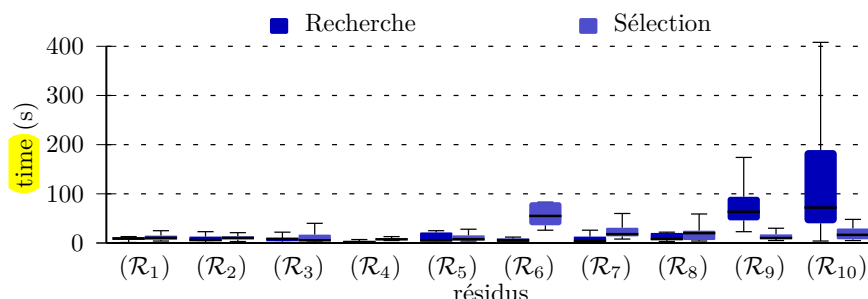 Recherche Sélection
400
300
200
100
0
time (s)
(R₁) (R₂) (R₃) (R₄) (R₅) (R₆) (R₇) (R₈) (R₉) (R₁₀)
résidus